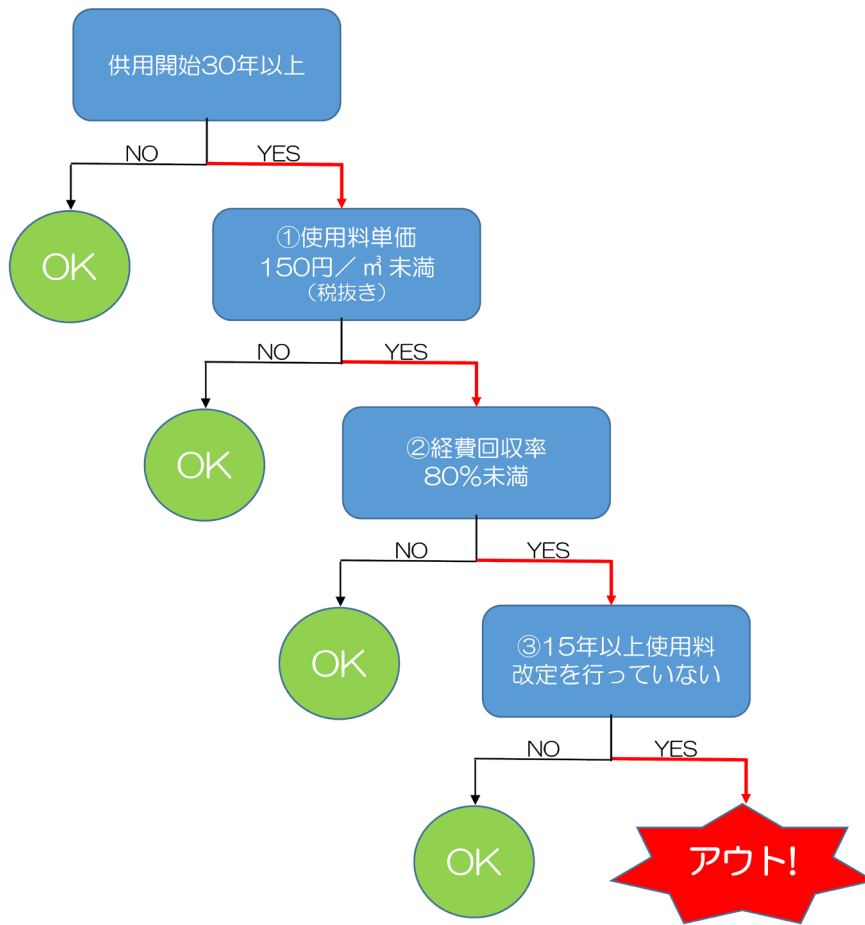 供用開始30年以上
NO
YES
OK
①使用料単価
150円／㎥未満
（税抜き）
NO
YES
OK
②経費回収率
80%未満
NO
YES
OK
③15年以上使用料
改定を行っていない
NO
YES
OK
アウト!